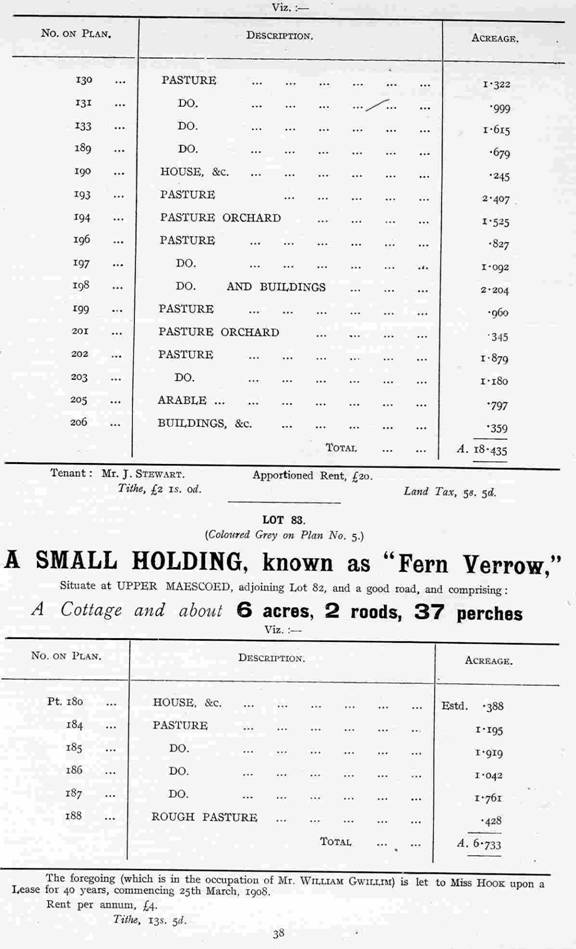 Viz. :—
No. on Plan. Description. Acreage.
130 ... PASTURE ... ... ... ... ... ... 1·322
131 ... DO. ... ... ... ... ... ... ·999
133 ... DO. ... ... ... ... ... ... 1·615
189 ... DO. ... ... ... ... ... ... ·679
190 ... HOUSE, &c. ... ... ... ... ... ... ·245
193 ... PASTURE ... ... ... ... ... 2·407
194 ... PASTURE ORCHARD ... ... ... ... 1·525
196 ... PASTURE ... ... ... ... ... ... ·827
197 ... DO. ... ... ... ... ... ... 1·092
198 ... DO. AND BUILDINGS ... ... ... 2·204
199 ... PASTURE ... ... ... ... ... ... ·960
201 ... PASTURE ORCHARD ... ... ... ... ·345
202 ... PASTURE ... ... ... ... ... ... 1·879
203 ... DO. ... ... ... ... ... ... 1·180
205 ... ARABLE ... ... ... ... ... ... ... ·797
206 ... BUILDINGS, &c. ... ... ... ... ... ·359
Total ... ... A. 18·435
Tenant : Mr. J. Stewart. Apportioned Rent, £20.
Tithe, £2 1s. 0d. Land Tax, 5s. 5d.
LOT 83.
(Coloured Grey on Plan No. 5.)
A SMALL HOLDING, known as "Fern Verrow,"
Situate at UPPER MAESCOED, adjoining Lot 82, and a good road, and comprising :
A Cottage and about 6 acres, 2 roods, 37 perches
Viz. :—
No. on Plan. Description. Acreage.
Pt. 180 ... HOUSE, &c. ... ... ... ... ... ... Estd. ·388
184 ... PASTURE ... ... ... ... ... ... 1·195
185 ... DO. ... ... ... ... ... ... 1·919
186 ... DO. ... ... ... ... ... ... 1·042
187 ... DO. ... ... ... ... ... ... 1·761
188 ... ROUGH PASTURE ... ... ... ... ... ·428
Total ... ... A. 6·733
The foregoing (which is in the occupation of Mr. William Gwillim) is let to Miss Hook upon a
Lease for 40 years, commencing 25th March, 1908.
Rent per annum, £4.
Tithe, 13s. 5d.
38